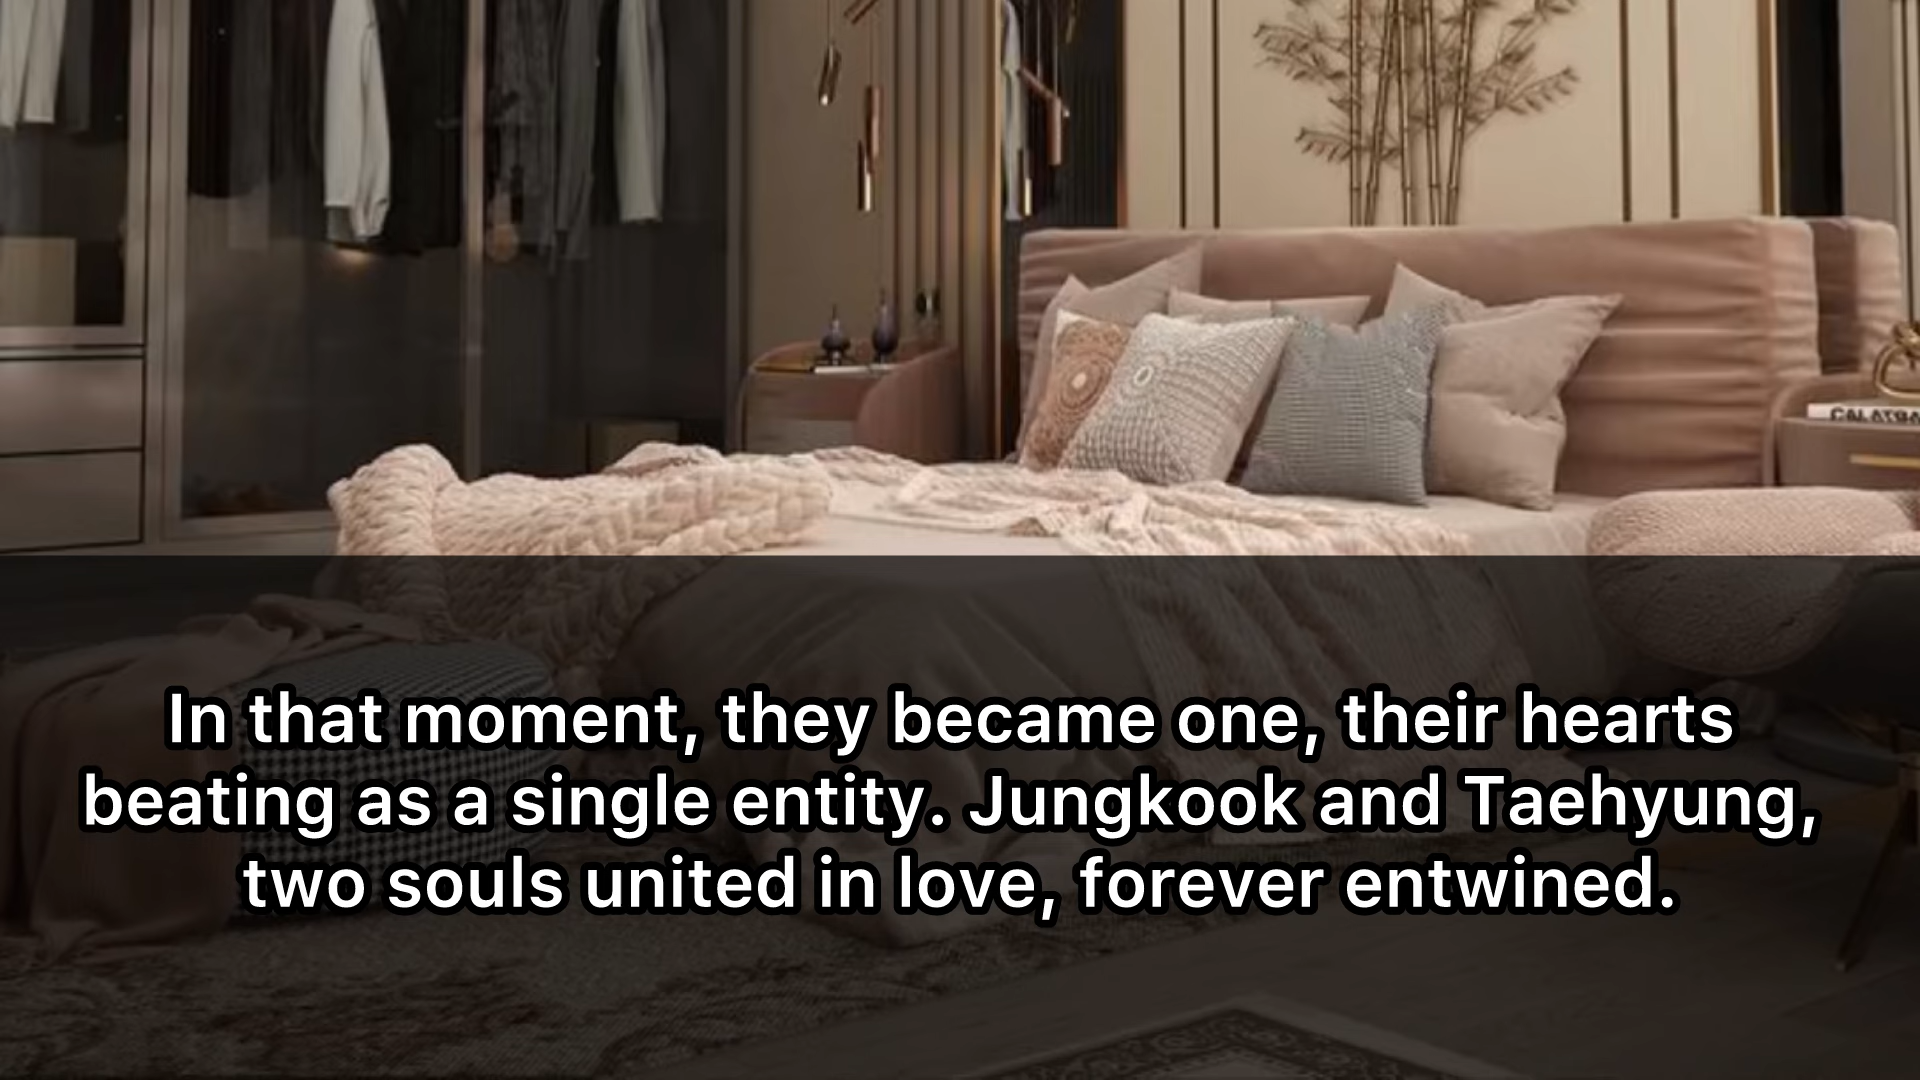 CALATRA
In that moment, they became one, their hearts
beating as a single entity. Jungkook and Taehyung,
two souls united in love, forever entwined.